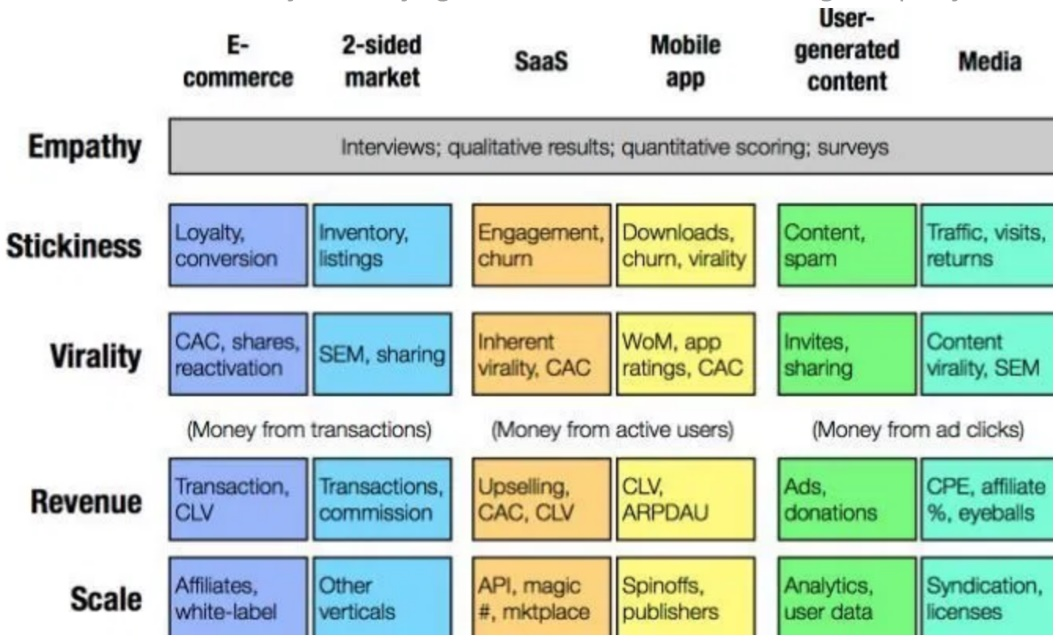 E-
commerce
2-sided
market
SaaS
Mobile
app
User-
generated
content
Media
Empathy
Interviews; qualitative results; quantitative scoring; surveys
Stickiness
Loyalty,
conversion
Inventory,
listings
Engagement,
churn
Downloads,
churn, virality
Content,
spam
Traffic, visits,
returns
Virality
CAC, shares,
reactivation
SEM, sharing
Inherent
virality, CAC
WoM, app
ratings, CAC
Invites,
sharing
Content
virality, SEM
(Money from transactions)
(Money from active users)
(Money from ad clicks)
Revenue
Transaction,
CLV
Transactions,
commission
Upselling,
CAC, CLV
CLV,
ARPDAU
Ads,
donations
CPE, affiliate
%, eyeballs
Scale
Affiliates,
white-label
Other
verticals
API, magic
#, mktplace
Spinoffs,
publishers
Analytics,
user data
Syndication,
licenses